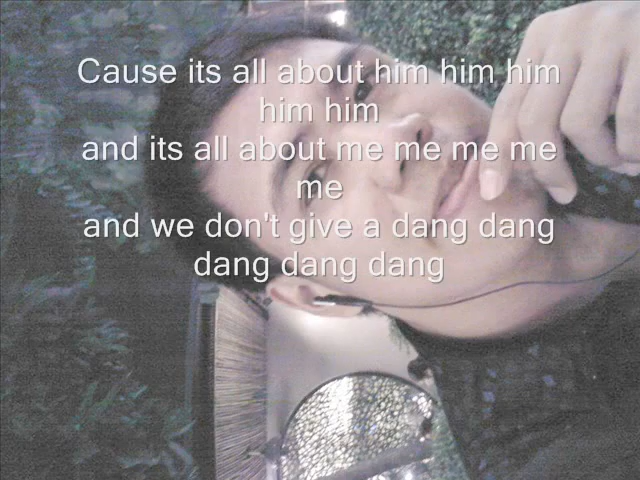 Cause its all about him him him
him him
and its all about me me me me
me
and we don't give a dang dang
dang dang dang